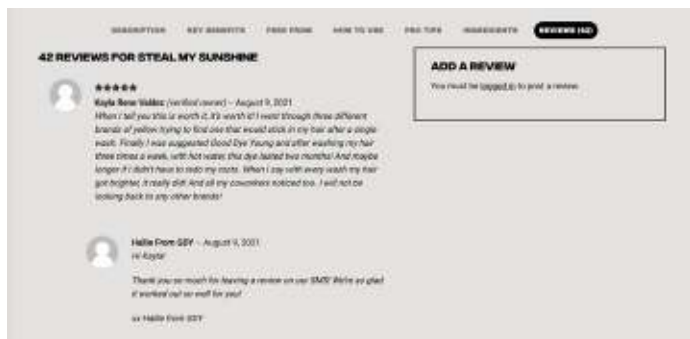 DESCRIPTION KEY BENEFITS FREE FROM HOW TO USE PRO TIPS INGREDIENTS REVIEWS (42)
42 REVIEWS FOR STEAL MY SUNSHINE
Kayla Rene Valdez (verified owner) – August 9, 2021
When I tell you this is worth it, it's worth it! I went through three different
brands of yellow trying to find one that would stick in my hair after a single
wash. Finally I was suggested Good Dye Young and after washing my hair
three times a week, with hot water, this dye lasted two months! And maybe
longer if I didn't have to redo my roots. When I say with every wash my hair
got brighter, it really did! And all my coworkers noticed too. I will not be
looking back to any other brands!
Hallie From GDY – August 9, 2021
Hi Kayla!
Thank you so much for leaving a review on our SMS! We're so glad
it worked out so well for you!
xx Hallie from GDY
ADD A REVIEW
You must be logged in to post a review.